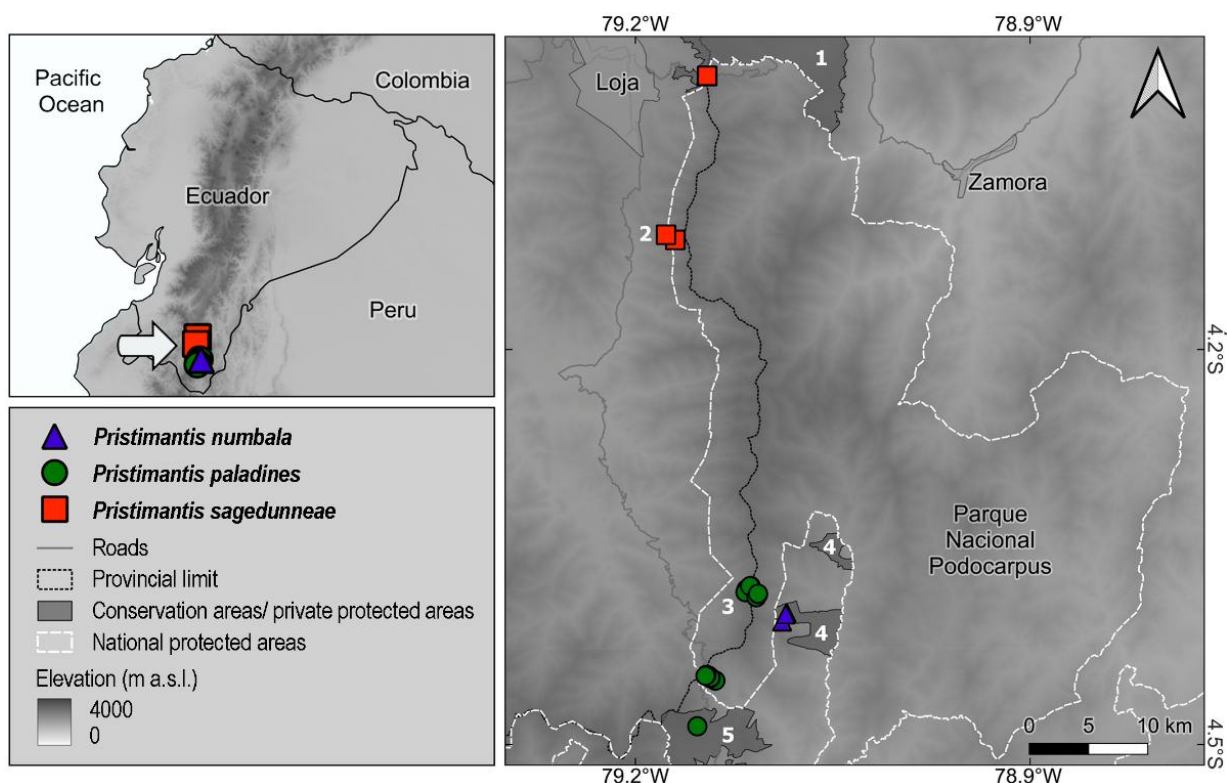 Pacific
Ocean
Colombia
Ecuador
Peru
Pristimantis numbala
Pristimantis paladines
Pristimantis sagedunneae
Roads
Provincial limit
Conservation areas/ private protected areas
National protected areas
Elevation (m a.s.l.)
4000
0
79.2°W
78.9°W
1
Loja
Zamora
2
4.2°S
Parque
Nacional
Podocarpus
4
3
4
5
0 5 10 km
4.5°S
79.2°W
78.9°W